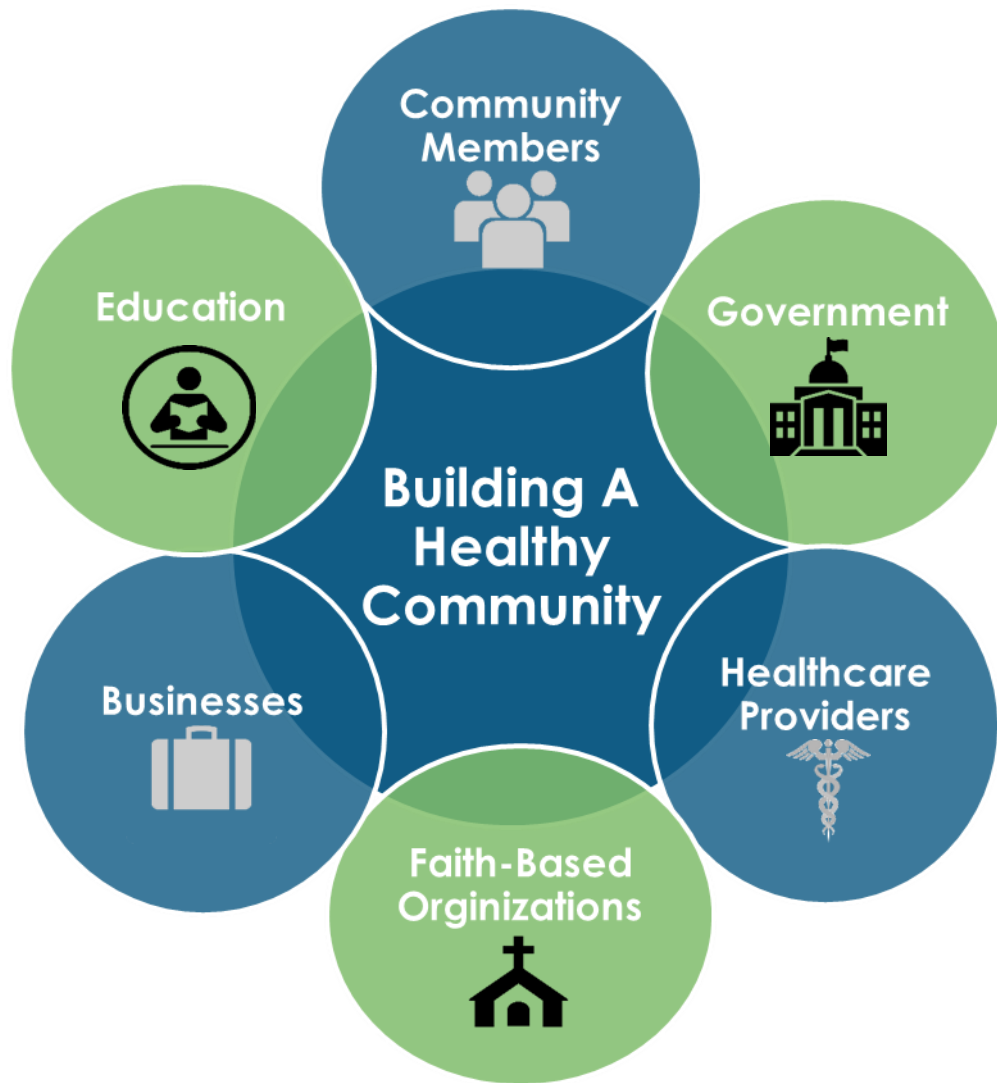 Community
Members
Education
Government
Building A
Healthy
Community
Businesses
Healthcare
Providers
Faith-Based
Orginizations